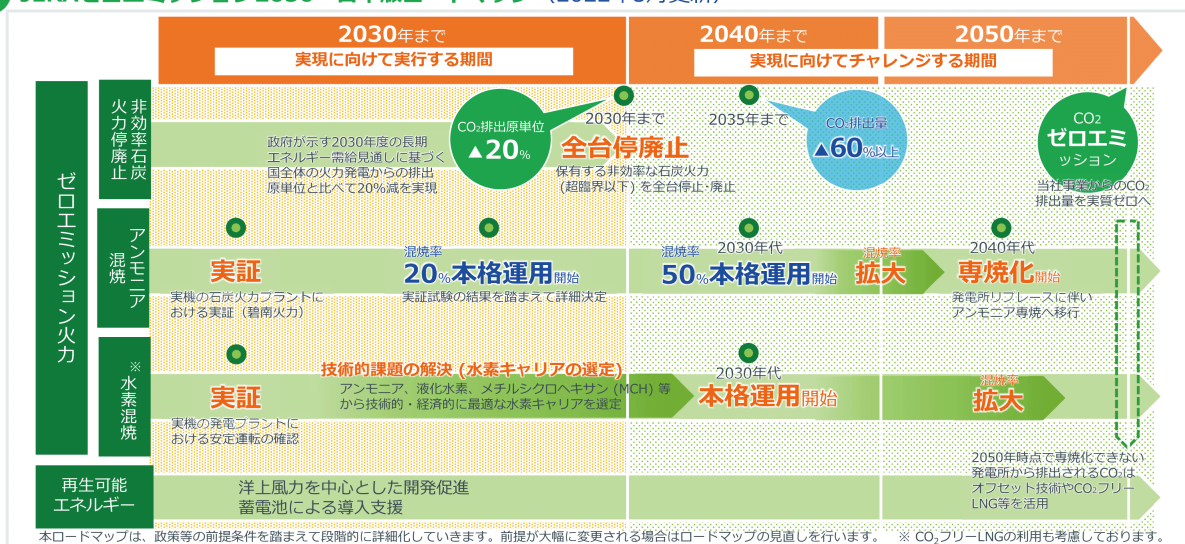 2030年まで
実現に向けて実行する期間
2040年まで
2050年まで
実現に向けてチャレンジする期間
ゼロエミッション火力
非効率石炭
火力停廃止
政府が示す2030年度の長期
エネルギー需給見通しに基づく
国全体の火力発電からの排出
原単位と比べて20%減を実現
CO₂排出原単位
▲20%
2030年まで
全台停廃止
保有する非効率な石炭火力
(超臨界以下) を全台停止・廃止
2035年まで
CO₂排出量
▲60%以上
CO₂
ゼロエミ
ッション
当社事業からのCO₂
排出量を実質ゼロへ
アンモニア
混焼
実証
実機の石炭火力プラントに
おける実証（碧南火力）
混焼率
20%本格運用開始
実証試験の結果を踏まえて詳細決定
混焼率
2030年代
50%本格運用開始
混焼率
拡大
2040年代
専焼化開始
発電所リプレースに伴い
アンモニア専焼へ移行
※水素混焼
実証
実機の発電プラントに
おける安定運転の確認
技術的課題の解決 (水素キャリアの選定)
アンモニア、液化水素、メチルシクロヘキサン (MCH) 等
から技術的・経済的に最適な水素キャリアを選定
2030年代
本格運用開始
混焼率
拡大
2050年時点で専焼化できない
発電所から排出されるCO₂は
オフセット技術やCO₂フリー
LNG等を活用
再生可能
エネルギー
洋上風力を中心とした開発促進
蓄電池による導入支援
本ロードマップは、政策等の前提条件を踏まえて段階的に詳細化していきます。前提が大幅に変更される場合はロードマップの見直しを行います。 ※ CO₂フリーLNGの利用も考慮しております。